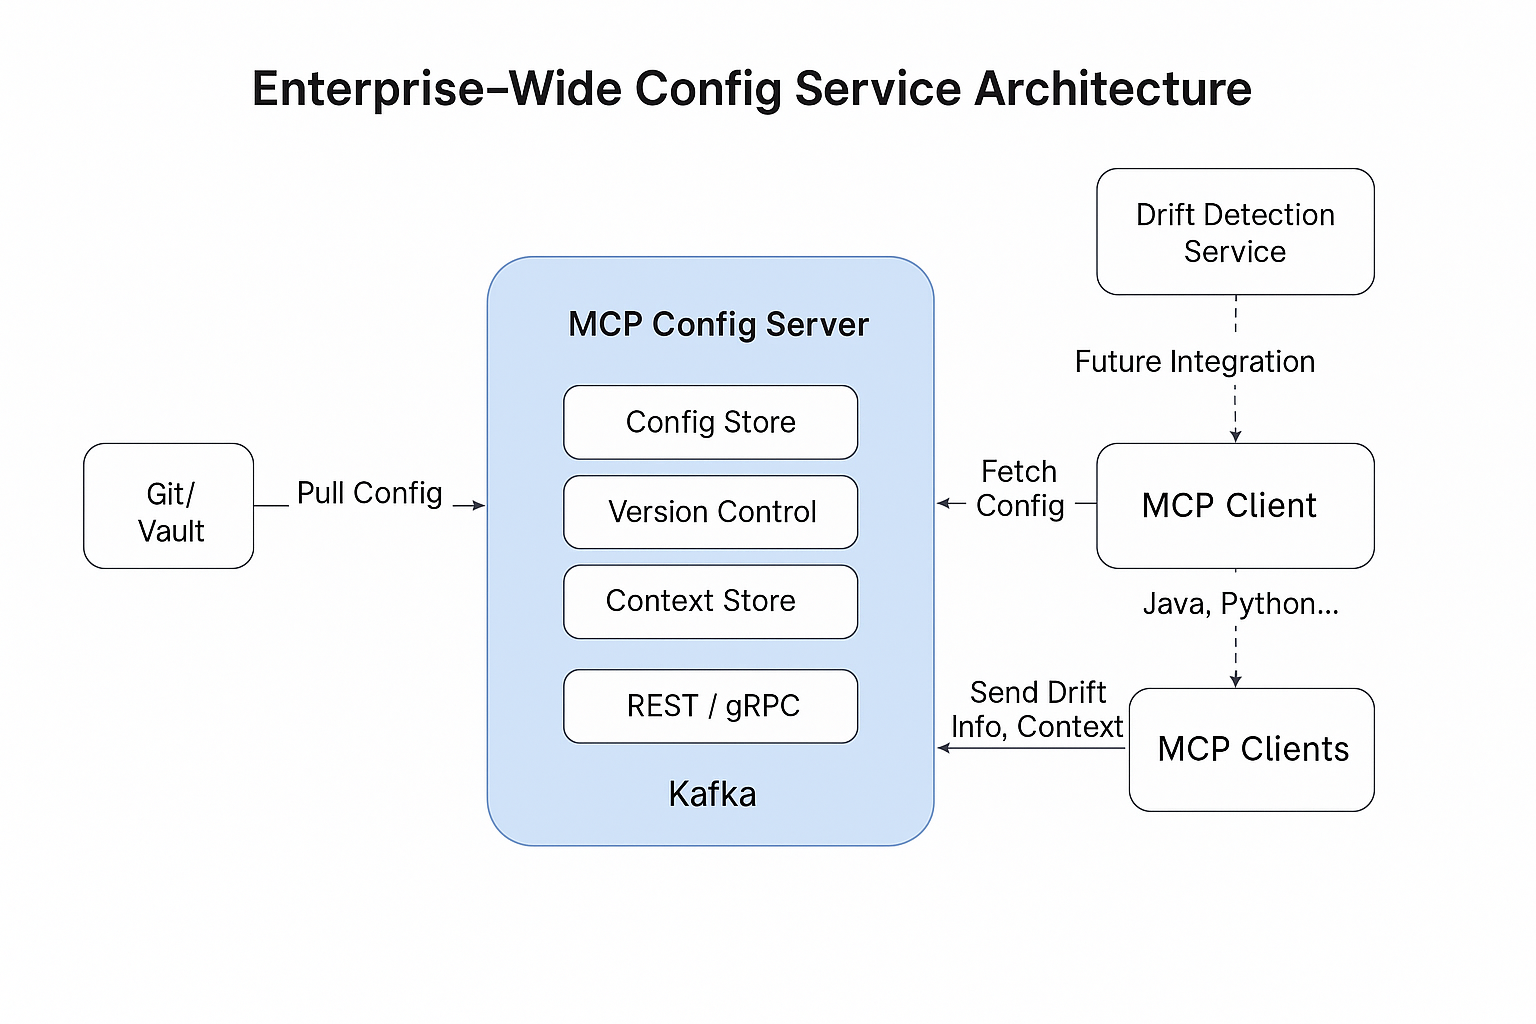 Enterprise–Wide Config Service Architecture
Drift Detection
Service
Future Integration
MCP Config Server
Config Store
Version Control
Context Store
REST / gRPC
Kafka
Git/
Vault
Pull Config
Fetch
Config
MCP Client
Java, Python...
Send Drift
Info, Context
MCP Clients